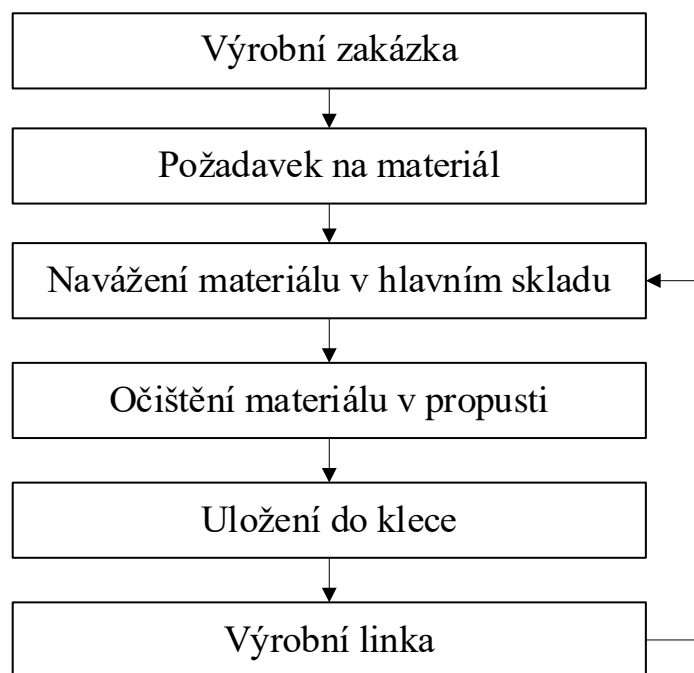 Výrobní zakázka
Požadavek na materiál
Navážení materiálu v hlavním skladu
Očištění materiálu v propusti
Uložení do klece
Výrobní linka